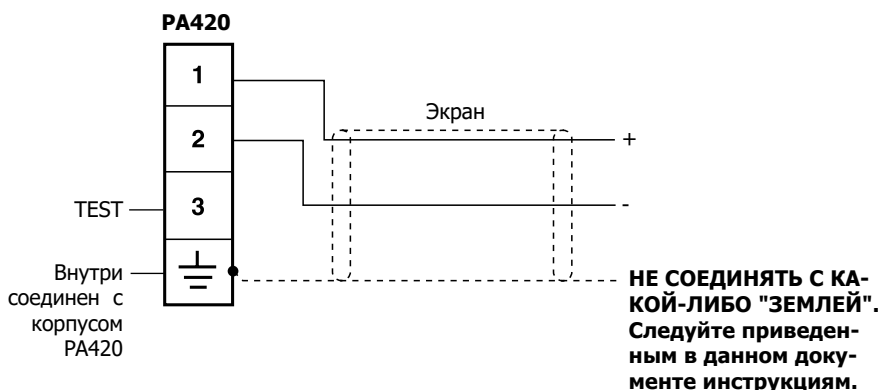 PA420
1
Экран
+
2
-
TEST
3
Внутри
соединен с
корпусом
PA420
НЕ СОЕДИНЯТЬ С КА-
КОЙ-ЛИБО "ЗЕМЛЕЙ".
Следуйте приведен-
ным в данном доку-
менте инструкциям.